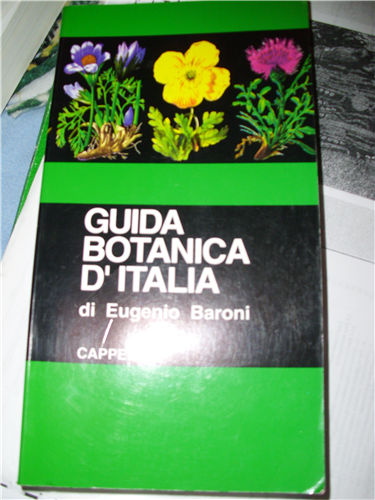 GUIDA
BOTANICA
D'ITALIA
di Eugenio Baroni